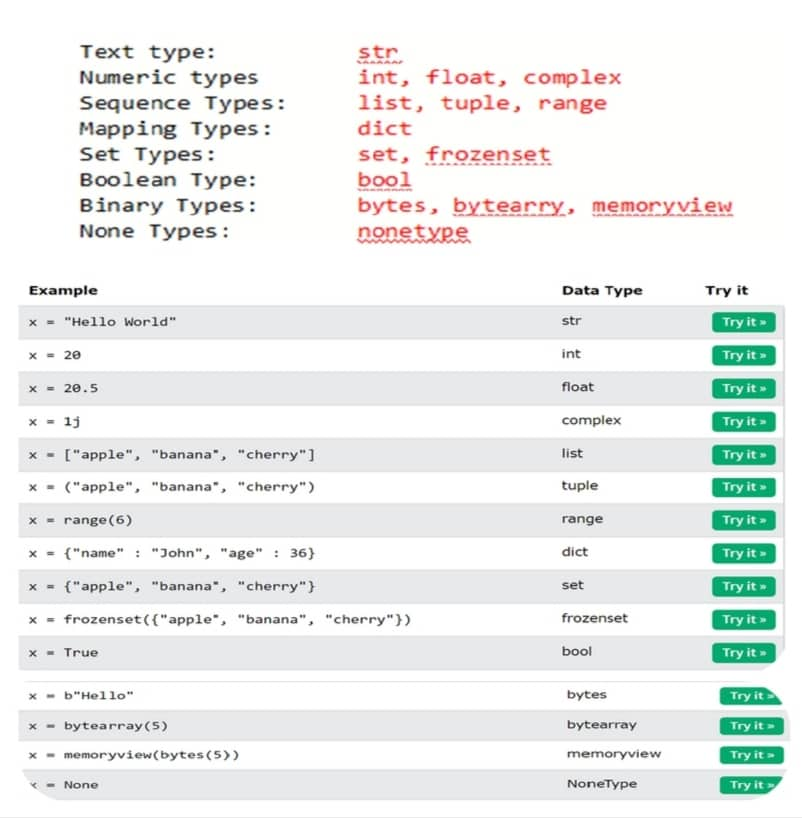 Text type: str
Numeric types int, float, complex
Sequence Types: list, tuple, range
Mapping Types: dict
Set Types: set, frozenset
Boolean Type: bool
Binary Types: bytes, bytearry, memoryview
None Types: nonetype
Example Data Type Try it
x = "Hello World" str Try it »
x = 20 int Try it »
x = 20.5 float Try it »
x = 1j complex Try it »
x = ["apple", "banana", "cherry"] list Try it »
x = ("apple", "banana", "cherry") tuple Try it »
x = range(6) range Try it »
x = {"name" : "John", "age" : 36} dict Try it »
x = {"apple", "banana", "cherry"} set Try it »
x = frozenset({"apple", "banana", "cherry"}) frozenset Try it »
x = True bool Try it »
x = b"Hello" bytes Try it »
x = bytearray(5) bytearray Try it »
x = memoryview(bytes(5)) memoryview Try it »
x = None NoneType Try it »